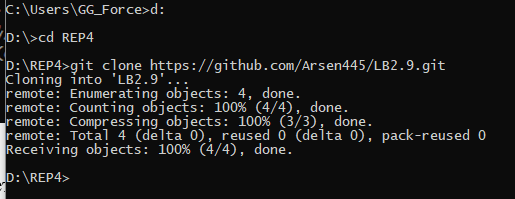 C:\Users\GG_Force>d:
D:\>cd REP4
D:\REP4>git clone https://github.com/Arsen445/LB2.9.git
Cloning into 'LB2.9'...
remote: Enumerating objects: 4, done.
remote: Counting objects: 100% (4/4), done.
remote: Compressing objects: 100% (3/3), done.
remote: Total 4 (delta 0), reused 0 (delta 0), pack-reused 0
Receiving objects: 100% (4/4), done.
D:\REP4>